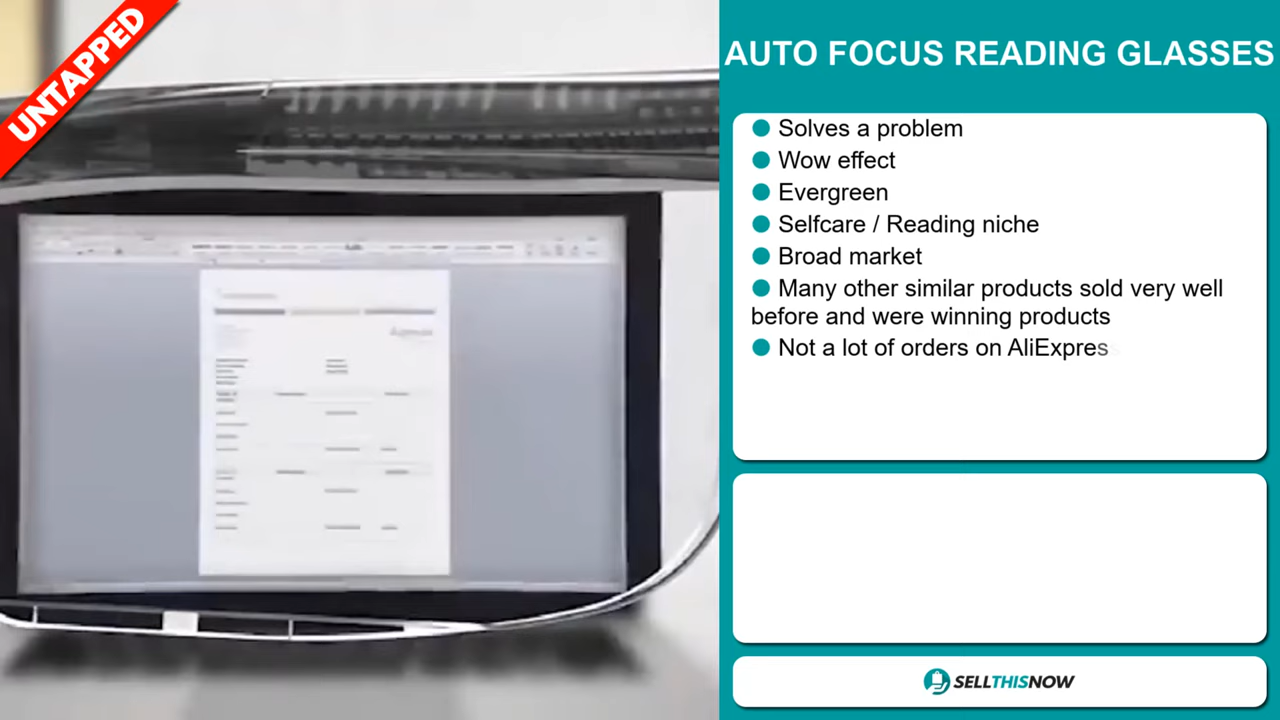 UNTAPPED
AUTO FOCUS READING GLASSES
Solves a problem
Wow effect
Evergreen
Selfcare / Reading niche
Broad market
Many other similar products sold very well
before and were winning products
Not a lot of orders on AliExpres
SELLTHISNOW